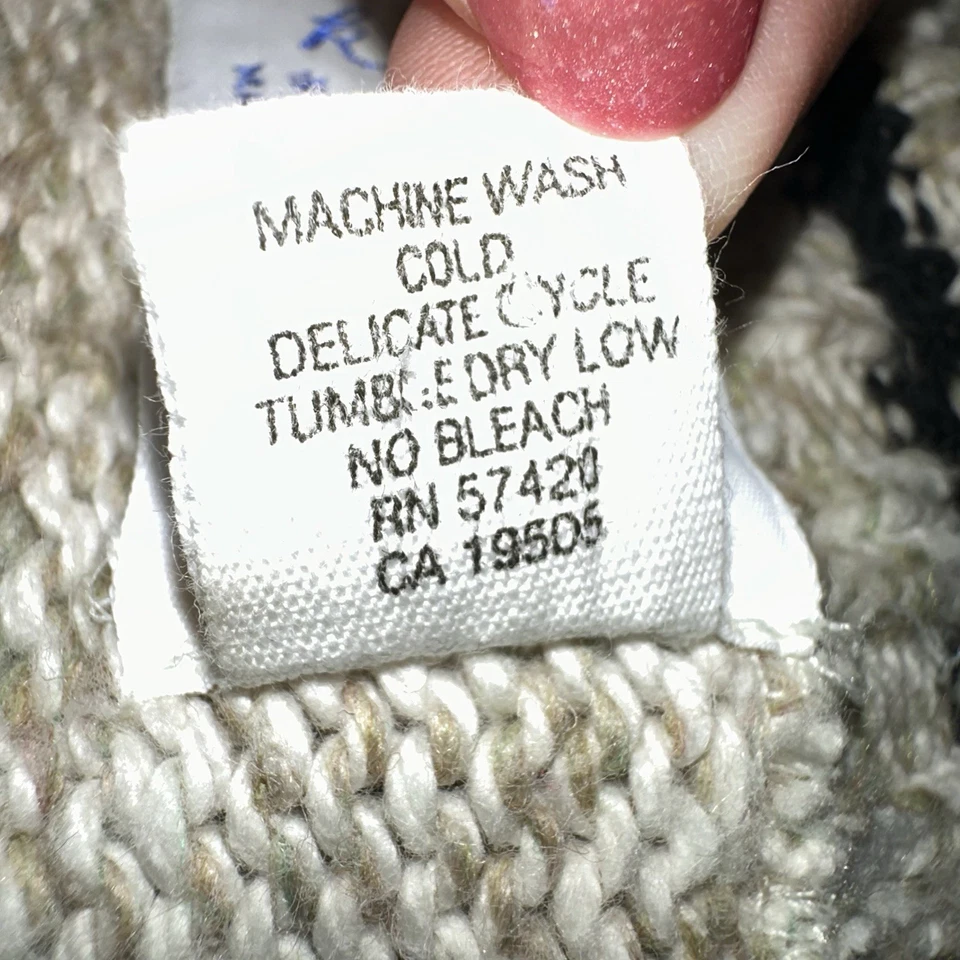 MACHINE WASH
COLD
DELICATE CYCLE
TUMBLE DRY LOW
NO BLEACH
RN 57420
CA 19505